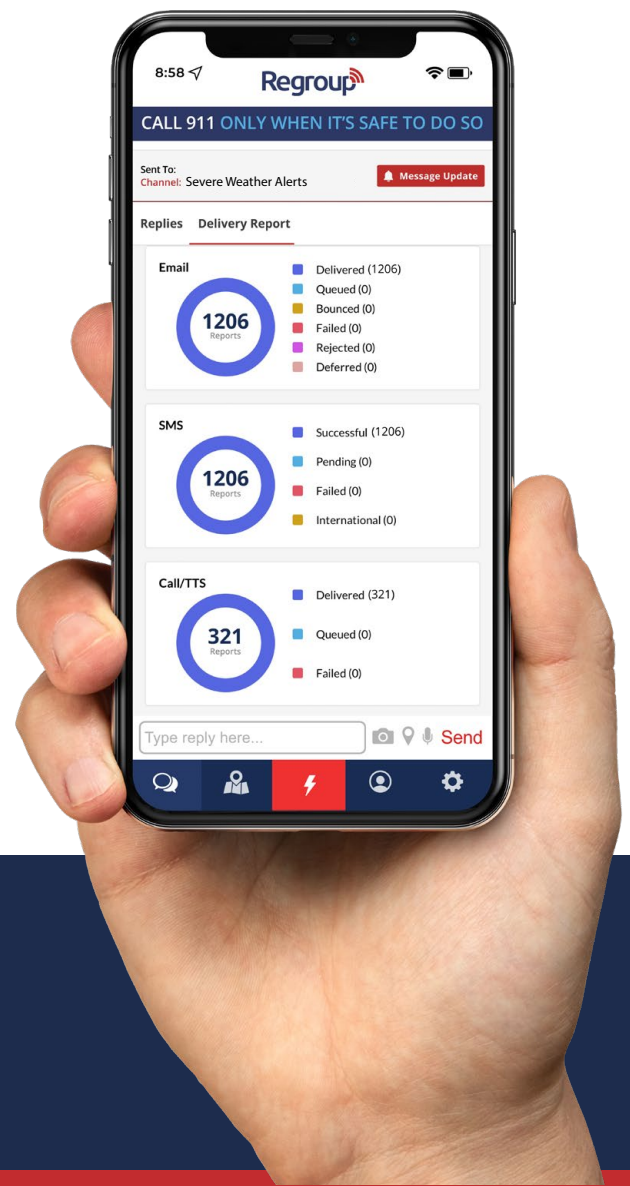 8:58
Regroup
CALL 911 ONLY WHEN IT'S SAFE TO DO SO
Sent To:
Channel: Severe Weather Alerts
Message Update
Replies Delivery Report
Email
1206
Reports
Delivered (1206)
Queued (0)
Bounced (0)
Failed (0)
Rejected (0)
Deferred (0)
SMS
1206
Reports
Successful (1206)
Pending (0)
Failed (0)
International (0)
Call/TTS
321
Reports
Delivered (321)
Queued (0)
Failed (0)
Type reply here...
Send